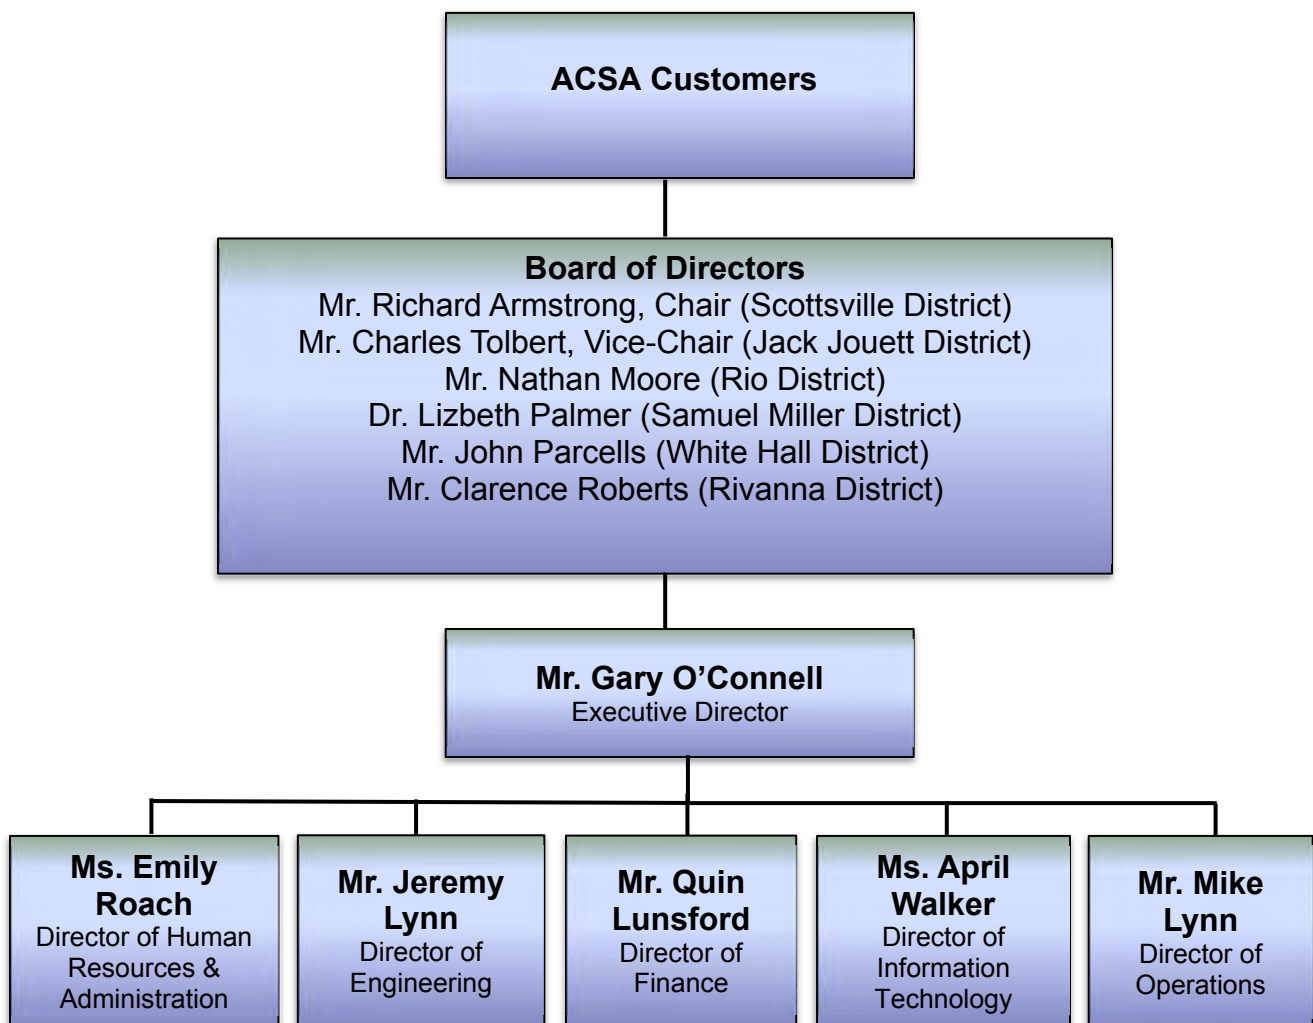 ACSA Customers
Board of Directors
Mr. Richard Armstrong, Chair (Scottsville District)
Mr. Charles Tolbert, Vice-Chair (Jack Jouett District)
Mr. Nathan Moore (Rio District)
Dr. Lizbeth Palmer (Samuel Miller District)
Mr. John Parcells (White Hall District)
Mr. Clarence Roberts (Rivanna District)
Mr. Gary O’Connell
Executive Director
Ms. Emily
Roach
Director of Human
Resources &
Administration
Mr. Jeremy
Lynn
Director of
Engineering
Mr. Quin
Lunsford
Director of
Finance
Ms. April
Walker
Director of
Information
Technology
Mr. Mike
Lynn
Director of
Operations